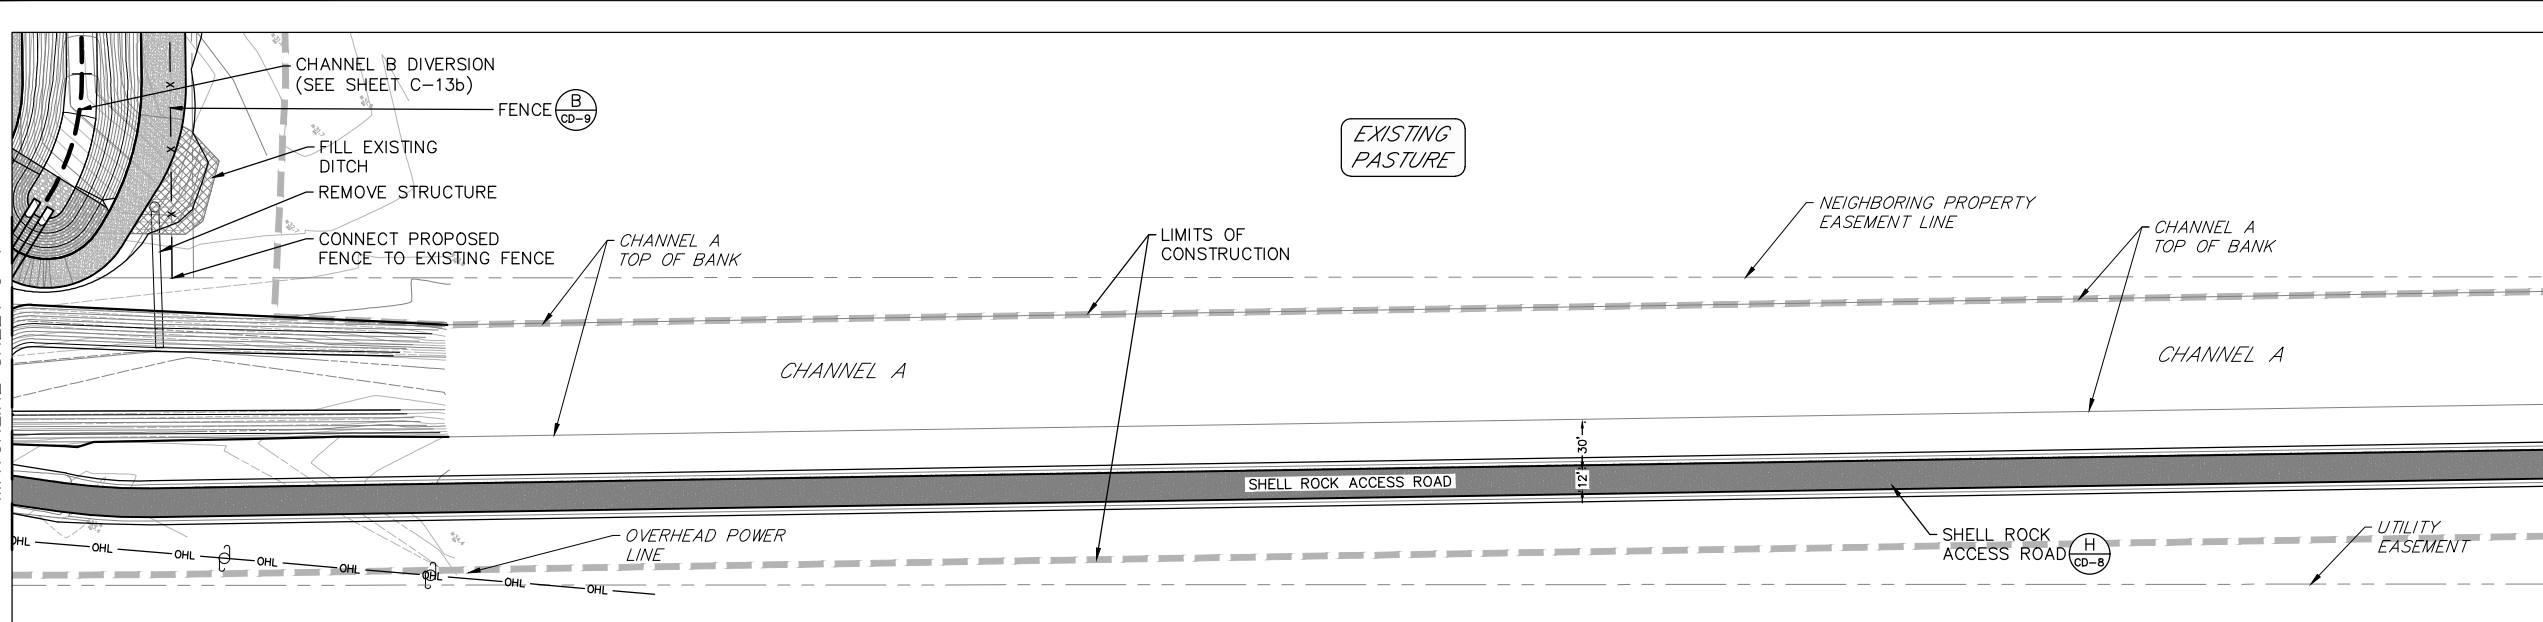 CHANNEL B DIVERSION
(SEE SHEET C-13b)
FENCE
B
CD-9
FILL EXISTING
DITCH
REMOVE STRUCTURE
CONNECT PROPOSED
FENCE TO EXISTING FENCE
EXISTING
PASTURE
CHANNEL A
TOP OF BANK
LIMITS OF
CONSTRUCTION
NEIGHBORING PROPERTY
EASEMENT LINE
CHANNEL A
TOP OF BANK
CHANNEL A
CHANNEL A
30'
12'
SHELL ROCK ACCESS ROAD
OVERHEAD POWER
LINE
SHELL ROCK
ACCESS ROAD
H
CD-8
UTILITY
EASEMENT
OHL
OHL
OHL
OHL
OHL
OHL
OHL
OHL
X
X
X